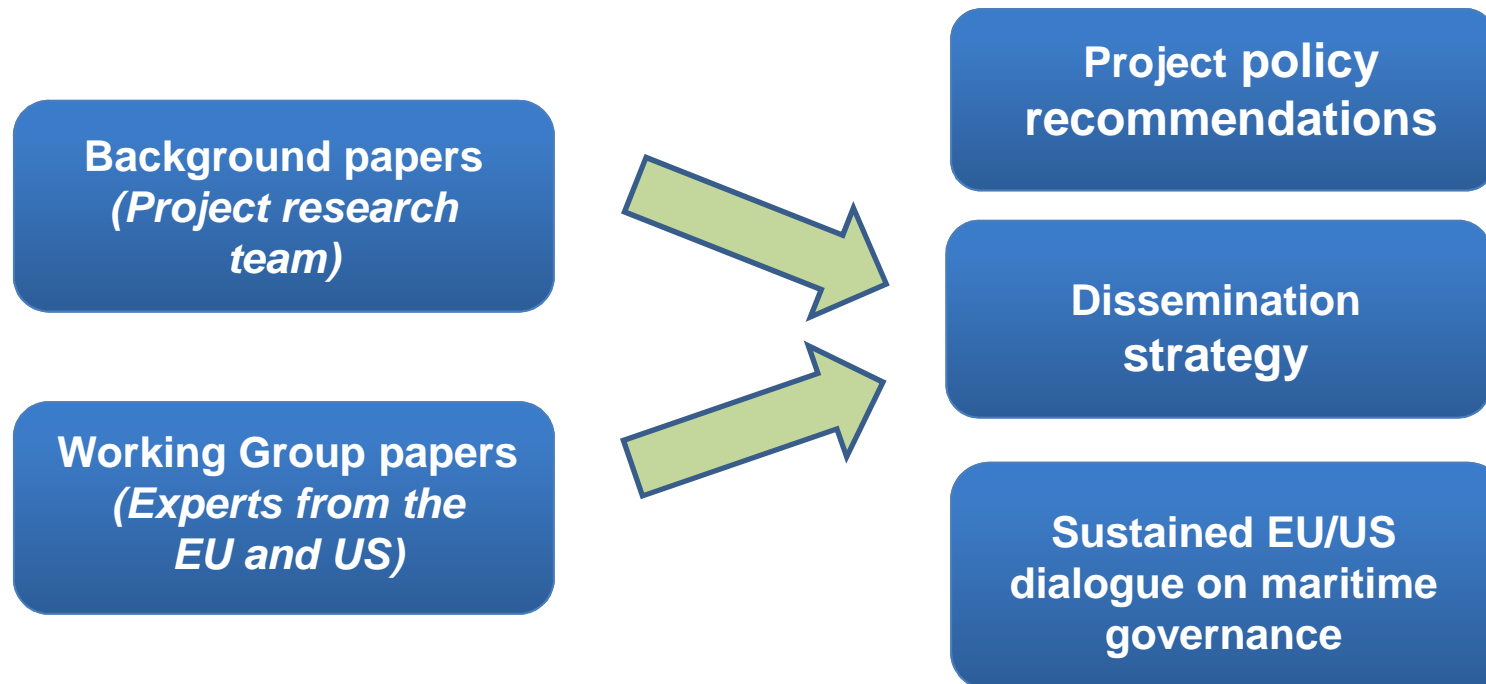 Background papers
(Project research
team)
Working Group papers
(Experts from the
EU and US)
Project policy
recommendations
Dissemination
strategy
Sustained EU/US
dialogue on maritime
governance